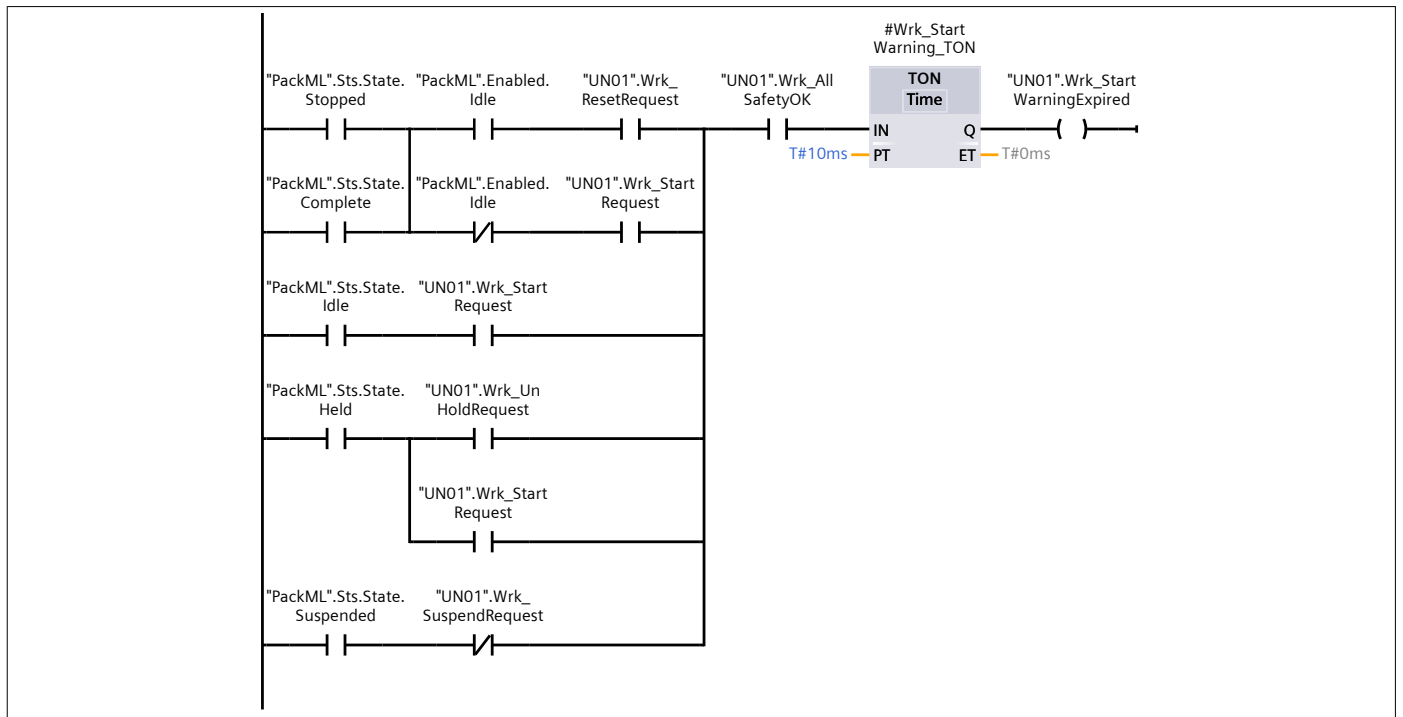 #Wrk_Start
Warning_TON
"PackML".Sts.State.
Stopped
"PackML".Enabled.
Idle
"UN01".Wrk_
ResetRequest
"UN01".Wrk_All
SafetyOK
TON
Time
"UN01".Wrk_Start
WarningExpired
IN
Q
T#10ms
PT
ET
T#0ms
"PackML".Sts.State.
Complete
"PackML".Enabled.
Idle
"UN01".Wrk_Start
Request
"PackML".Sts.State.
Idle
"UN01".Wrk_Start
Request
"PackML".Sts.State.
Held
"UN01".Wrk_Un
HoldRequest
"UN01".Wrk_Start
Request
"PackML".Sts.State.
Suspended
"UN01".Wrk_
SuspendRequest